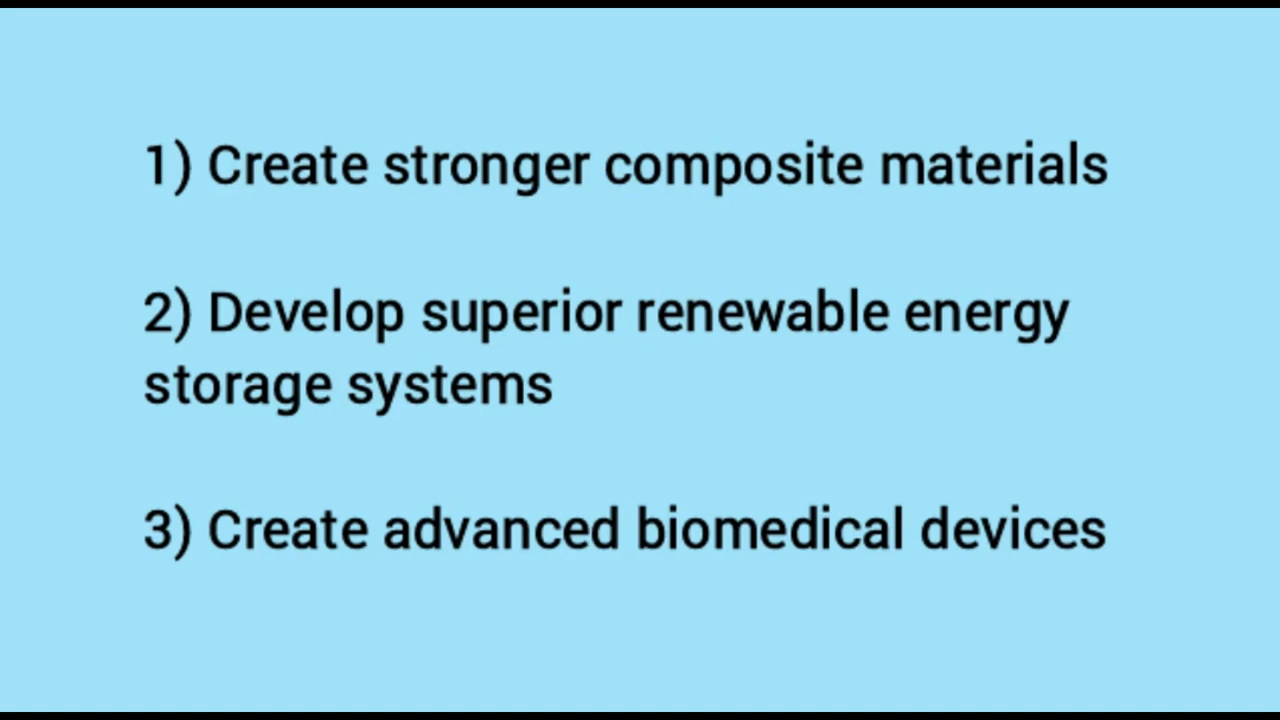 1) Create stronger composite materials
2) Develop superior renewable energy
storage systems
3) Create advanced biomedical devices